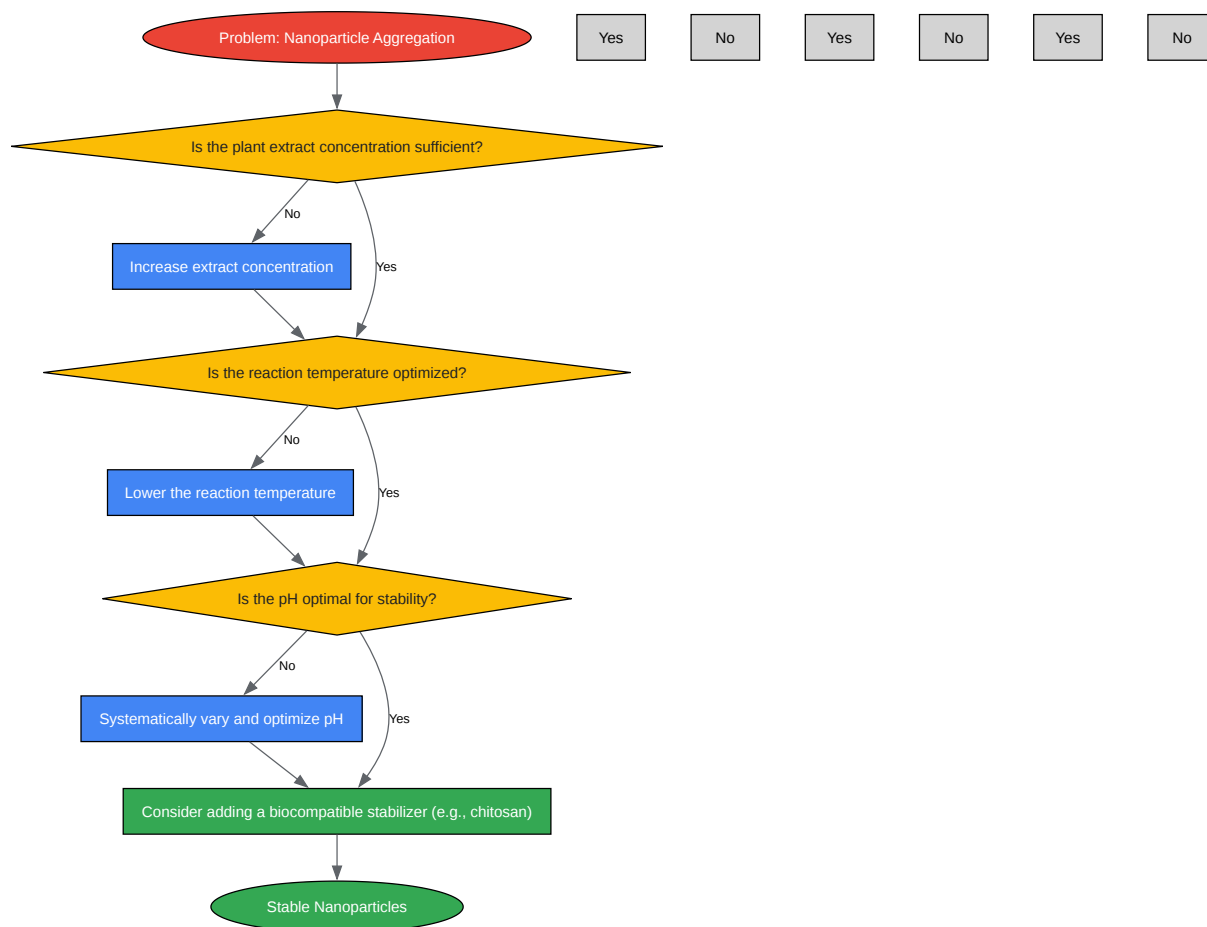 Problem: Nanoparticle Aggregation
Yes
No
Yes
No
Yes
No
Is the plant extract concentration sufficient?
No
Increase extract concentration
Yes
Is the reaction temperature optimized?
No
Lower the reaction temperature
Yes
Is the pH optimal for stability?
No
Systematically vary and optimize pH
Yes
Consider adding a biocompatible stabilizer (e.g., chitosan)
Stable Nanoparticles